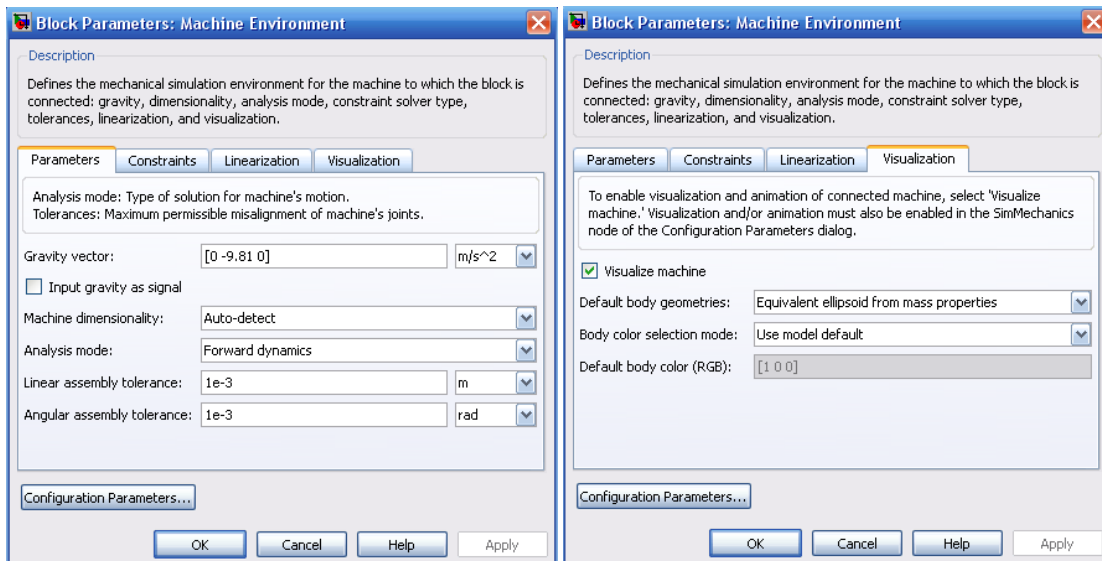 Block Parameters: Machine Environment
Description
Defines the mechanical simulation environment for the machine to which the block is
connected: gravity, dimensionality, analysis mode, constraint solver type,
tolerances, linearization, and visualization.
Parameters Constraints Linearization Visualization
Analysis mode: Type of solution for machine's motion.
Tolerances: Maximum permissible misalignment of machine's joints.
Gravity vector: [0 -9.81 0] m/s^2
Input gravity as signal
Machine dimensionality: Auto-detect
Analysis mode: Forward dynamics
Linear assembly tolerance: 1e-3 m
Angular assembly tolerance: 1e-3 rad
Configuration Parameters...
OK Cancel Help Apply
Block Parameters: Machine Environment
Description
Defines the mechanical simulation environment for the machine to which the block is
connected: gravity, dimensionality, analysis mode, constraint solver type,
tolerances, linearization, and visualization.
Parameters Constraints Linearization Visualization
To enable visualization and animation of connected machine, select 'Visualize
machine.' Visualization and/or animation must also be enabled in the SimMechanics
node of the Configuration Parameters dialog.
Visualize machine
Default body geometries: Equivalent ellipsoid from mass properties
Body color selection mode: Use model default
Default body color (RGB): [1 0 0]
Configuration Parameters...
OK Cancel Help Apply